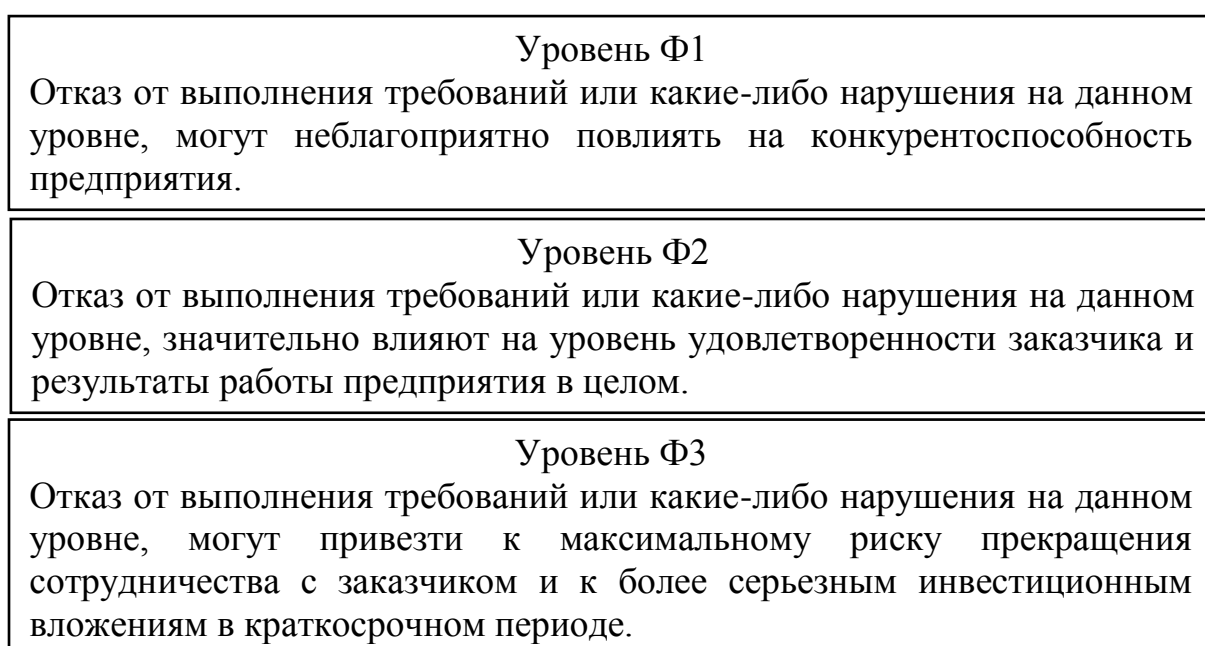 Уровень Ф1
Отказ от выполнения требований или какие-либо нарушения на данном
уровне, могут неблагоприятно повлиять на конкурентоспособность
предприятия.
Уровень Ф2
Отказ от выполнения требований или какие-либо нарушения на данном
уровне, значительно влияют на уровень удовлетворенности заказчика и
результаты работы предприятия в целом.
Уровень Ф3
Отказ от выполнения требований или какие-либо нарушения на данном
уровне, могут привезти к максимальному риску прекращения
сотрудничества с заказчиком и к более серьезным инвестиционным
вложениям в краткосрочном периоде.